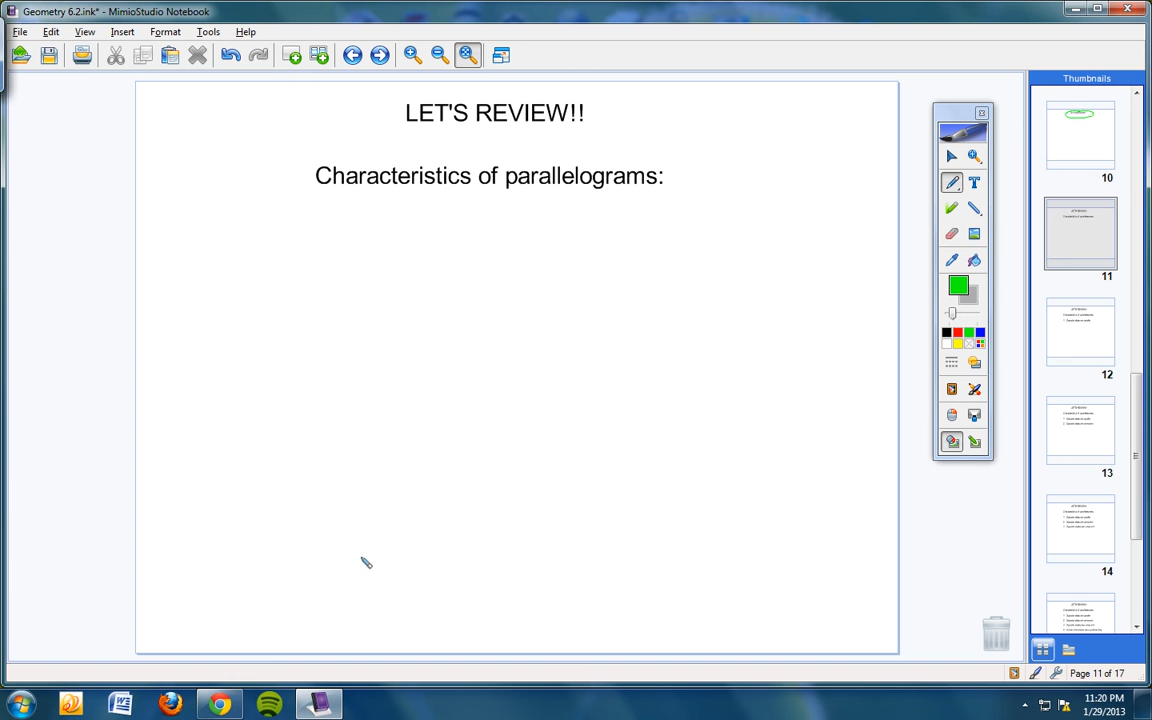 Geometry 6.2.ink* - MimioStudio Notebook
File Edit View Insert Format Tools Help
LET'S REVIEW!!
Characteristics of parallelograms:
Thumbnails
10
11
12
13
14
Page 11 of 17
11:20 PM
1/29/2013